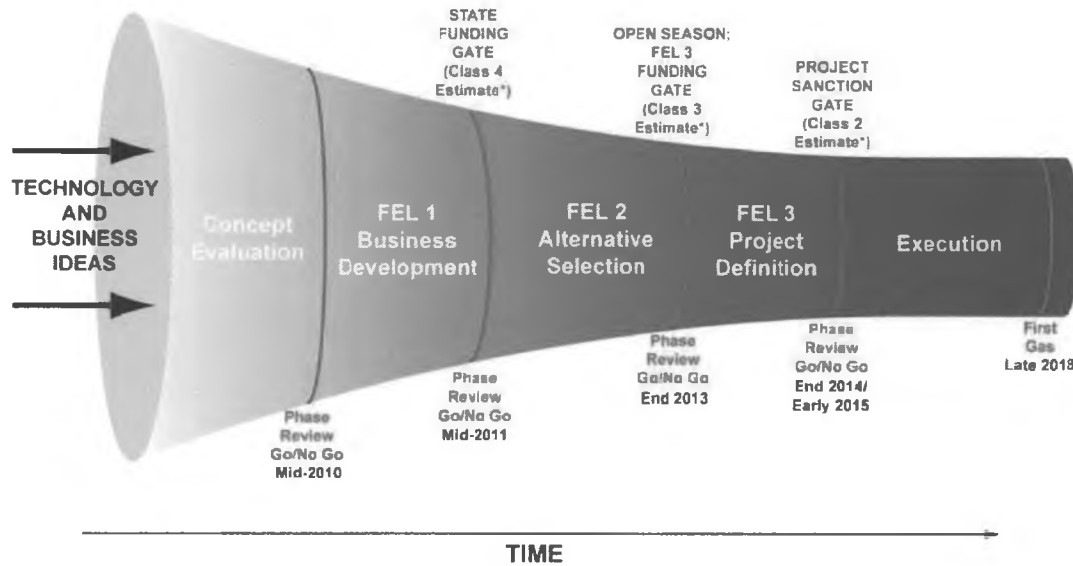 STATE
FUNDING
GATE
(Class 4
Estimate*)
OPEN SEASON;
FEL 3
FUNDING
GATE
(Class 3
Estimate*)
PROJECT
SANCTION
GATE
(Class 2
Estimate*)
TECHNOLOGY
AND
BUSINESS
IDEAS
Concept
Evaluation
FEL 1
Business
Development
FEL 2
Alternative
Selection
FEL 3
Project
Definition
Execution
Phase
Review
Go/No Go
Mid-2010
Phase
Review
Go/No Go
Mid-2011
Phase
Review
Go/No Go
End 2013
Phase
Review
Go/No Go
End 2014/
Early 2015
First
Gas
Late 2018
TIME